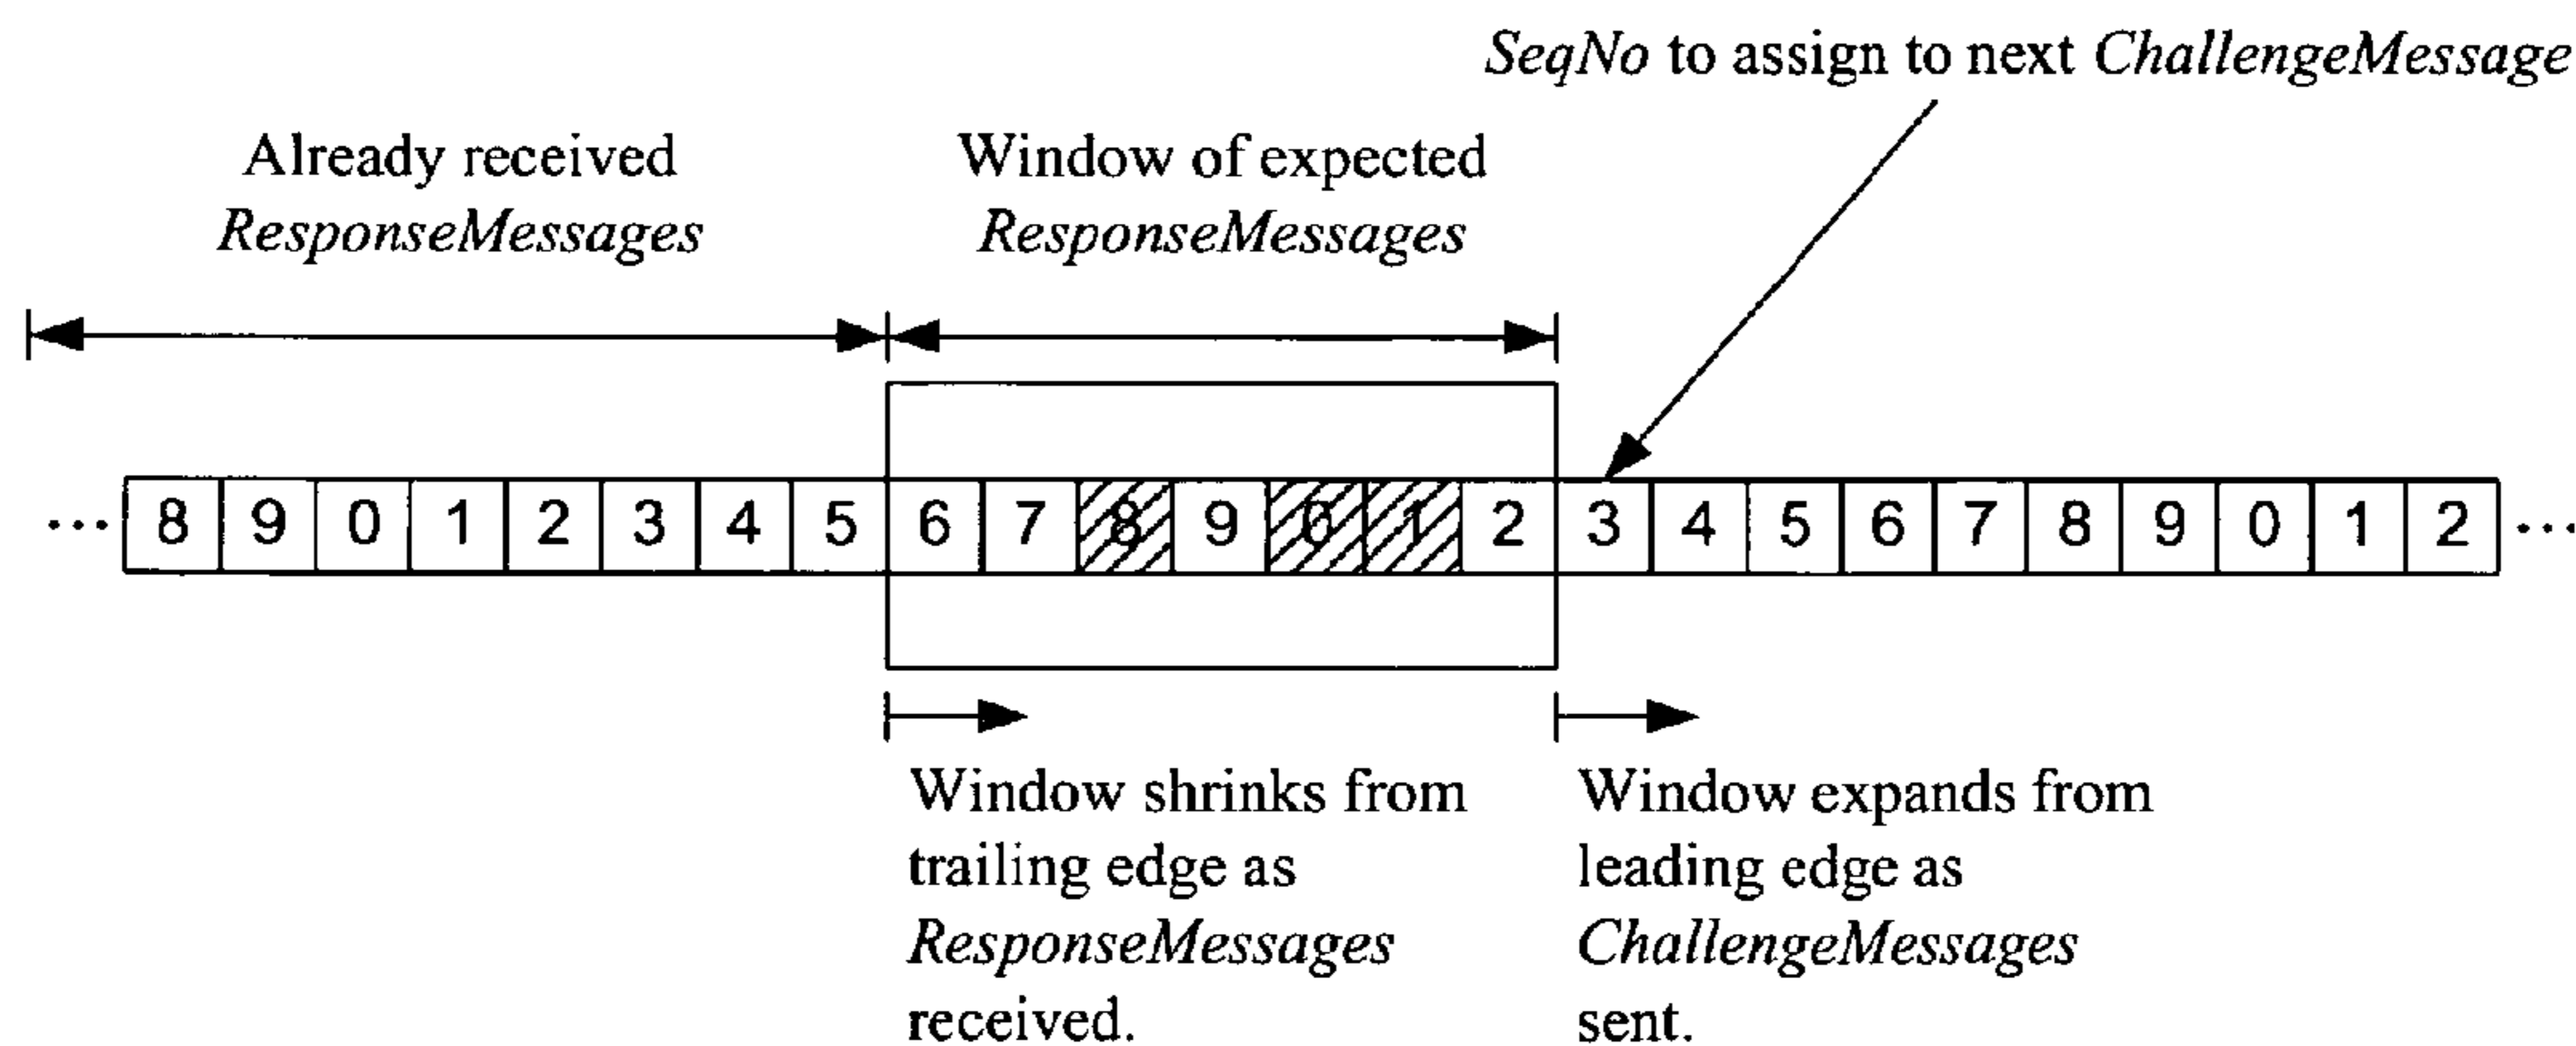 SeqNo to assign to next ChallengeMessage
Already received
ResponseMessages
Window of expected
ResponseMessages
... 8 9 0 1 2 3 4 5 6 7 8 9 0 1 2 3 4 5 6 7 8 9 0 1 2 ...
Window shrinks from
trailing edge as
ResponseMessages
received.
Window expands from
leading edge as
ChallengeMessages
sent.